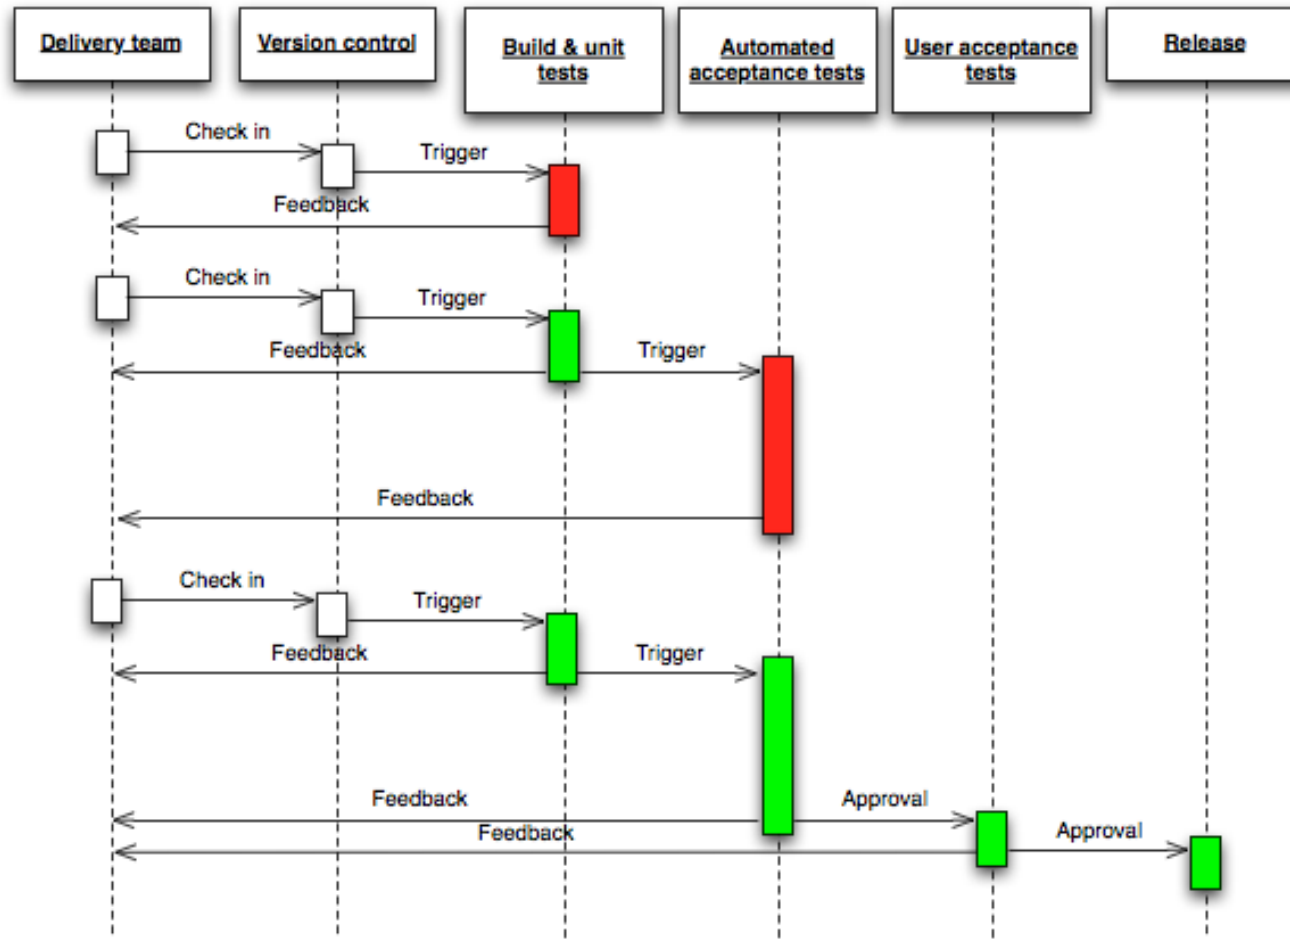 Delivery team
Version control
Build & unit
tests
Automated
acceptance tests
User acceptance
tests
Release
Check in
Trigger
Feedback
Check in
Trigger
Feedback
Trigger
Feedback
Check in
Trigger
Feedback
Trigger
Feedback
Approval
Feedback
Approval